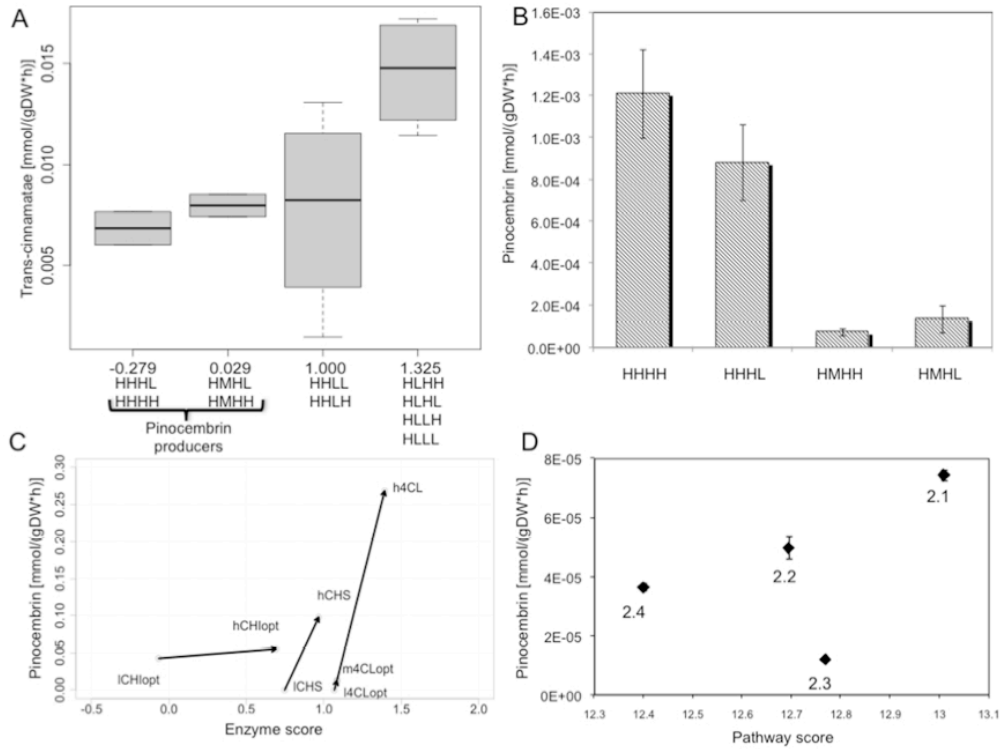 A
Trans-cinnamatae [mmol/(gDW*h)]
0.015
0.010
0.005
-0.279 0.029 1.000 1.325
HHHL HMHL HHLL HLHH
HHHH HMHH HHLH HLHL
HLLH
HLLL
Pinocembrin
producers
B
Pinocembrin [mmol/(gDW*h)]
1.6E-03
1.4E-03
1.2E-03
1.0E-03
8.0E-04
6.0E-04
4.0E-04
2.0E-04
0.0E+00
HHHH HHHL HMHH HMHL
C
Pinocembrin [mmol/(gDW*h)]
0.30
0.25
0.20
0.15
0.10
0.05
0.00
h4CL
hCHS
hCHIopt
m4CLopt
lCHIopt
lCHS
l4CLopt
-0.5 0.0 0.5 1.0 1.5 2.0
Enzyme score
D
Pinocembrin [mmol/(gDW*h)]
8E-05
6E-05
4E-05
2E-05
0E+00
2.1
2.2
2.4
2.3
12.3 12.4 12.5 12.6 12.7 12.8 12.9 13 13.1
Pathway score